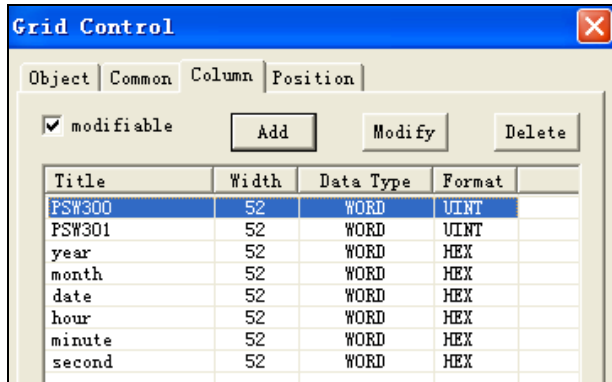 Grid Control
Object Common Column Position
modifiable Add Modify Delete
Title Width Data Type Format
PSW300 52 WORD UINT
PSW301 52 WORD UINT
year 52 WORD HEX
month 52 WORD HEX
date 52 WORD HEX
hour 52 WORD HEX
minute 52 WORD HEX
second 52 WORD HEX